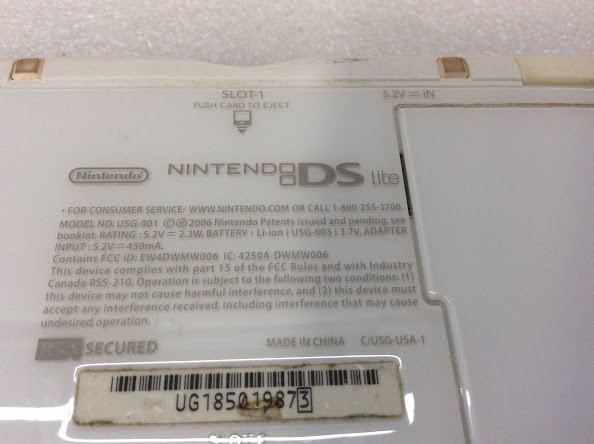 SLOT-1
PUSH CARD TO EJECT
5.2V ⎓ IN
Nintendo
NINTENDO DS lite
• FOR CONSUMER SERVICE: WWW.NINTENDO.COM OR CALL 1-800-255-3700.
MODEL NO. USG-001 ©℗2006 Nintendo Patents issued and pending, see
booklet. RATING : 5.2V ⎓ 2.3W, BATTERY : Li-ion | USG-003 | 3.7V, ADAPTER
INPUT : 5.2V ⎓ 450mA.
Contains FCC ID: EW4DWMW006 IC: 4250A-DWMW006
This device complies with part 15 of the FCC Rules and with Industry
Canada RSS-210. Operation is subject to the following two conditions: (1)
this device may not cause harmful interference, and (2) this device must
accept any interference received, including interference that may cause
undesired operation.
RSA SECURED
MADE IN CHINA C/USG-USA-1
UG185019873